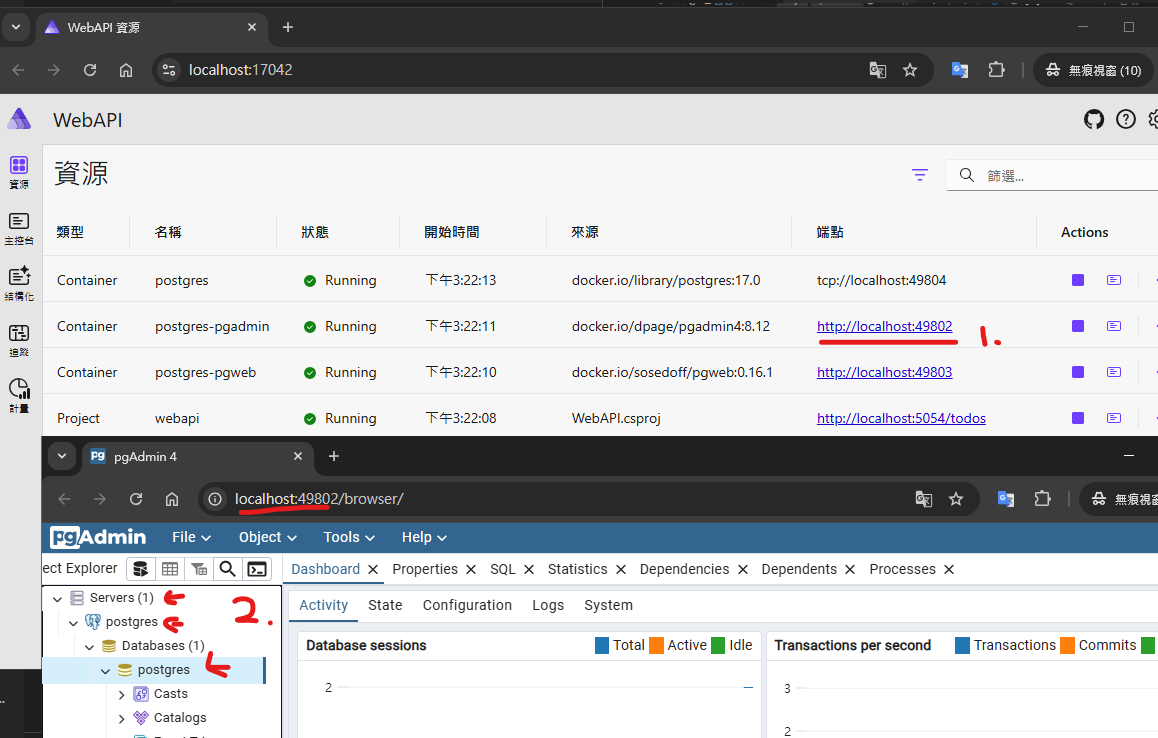 WebAPI 資源
localhost:17042
無痕視窗 (10)
WebAPI
資源
資源
篩選...
主控台
結構化
追蹤
計量
類型 名稱 狀態 開始時間 來源 端點 Actions
Container postgres Running 下午3:22:13 docker.io/library/postgres:17.0 tcp://localhost:49804
Container postgres-pgadmin Running 下午3:22:11 docker.io/dpage/pgadmin4:8.12 http://localhost:49802 1.
Container postgres-pgweb Running 下午3:22:10 docker.io/sosedoff/pgweb:0.16.1 http://localhost:49803
Project webapi Running 下午3:22:08 WebAPI.csproj http://localhost:5054/todos
pgAdmin 4
localhost:49802/browser/
無痕視窗
pgAdmin File Object Tools Help
ect Explorer Dashboard Properties SQL Statistics Dependencies Dependents Processes
Servers (1)
postgres
2.
Databases (1)
postgres
Casts
Catalogs
Activity State Configuration Logs System
Database sessions Total Active Idle
2
Transactions per second Transactions Commits
3
2